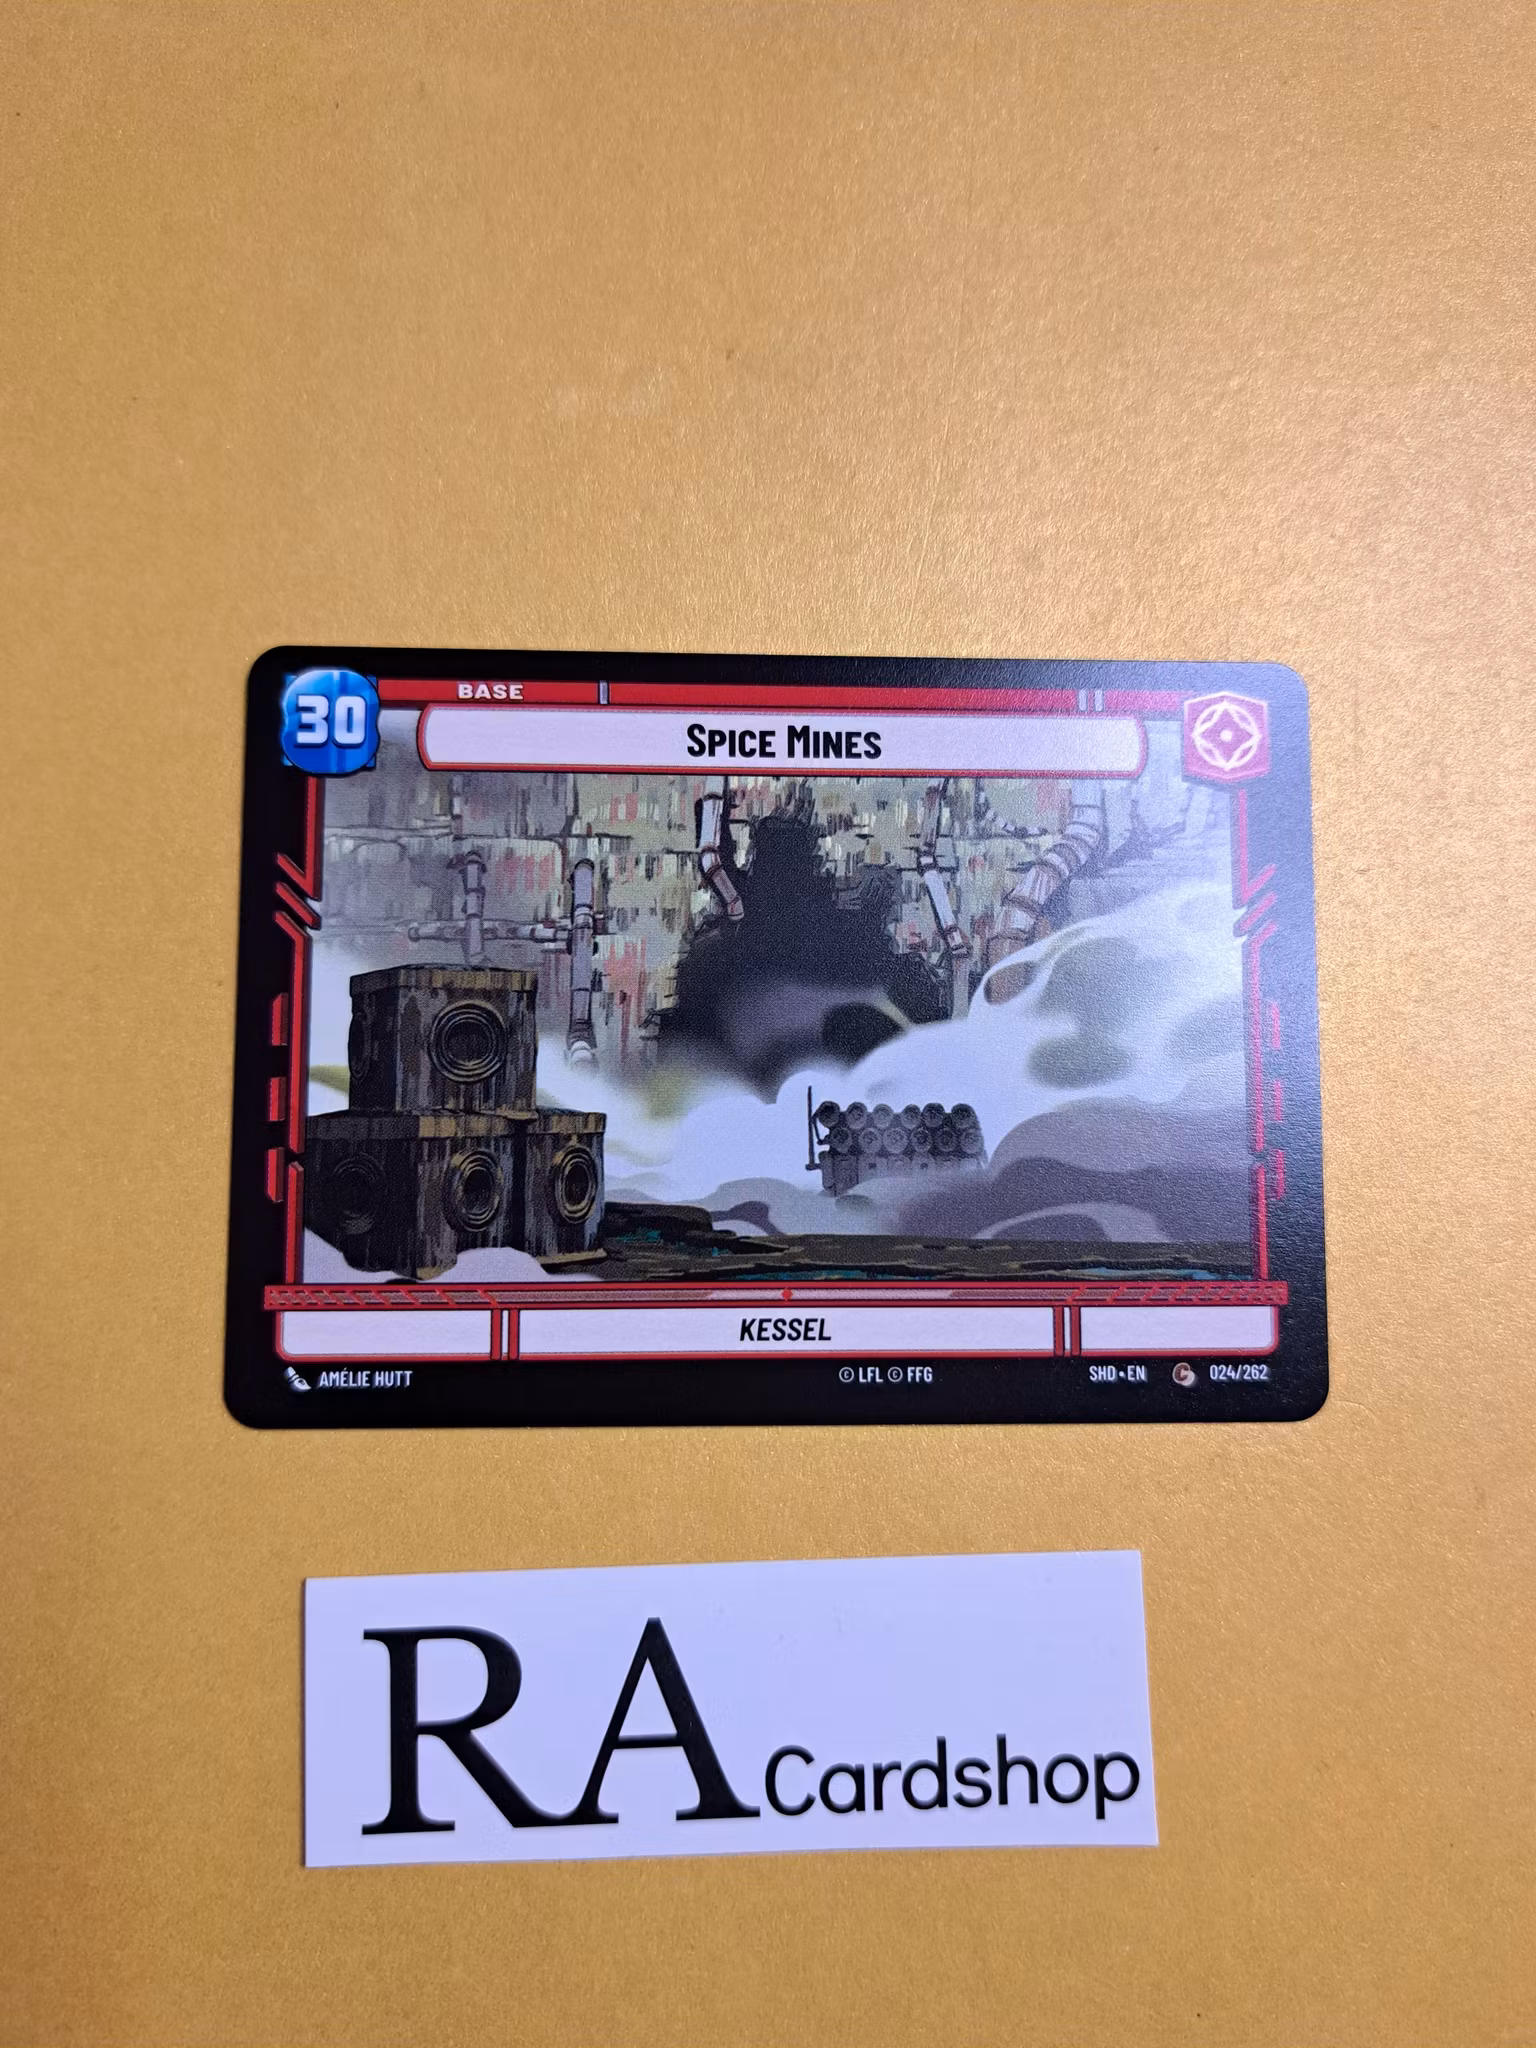 30
BASE
SPICE MINES
KESSEL
AMÉLIE HUTT
© LFL © FFG
SHD • EN
C
024/262
RA Cardshop